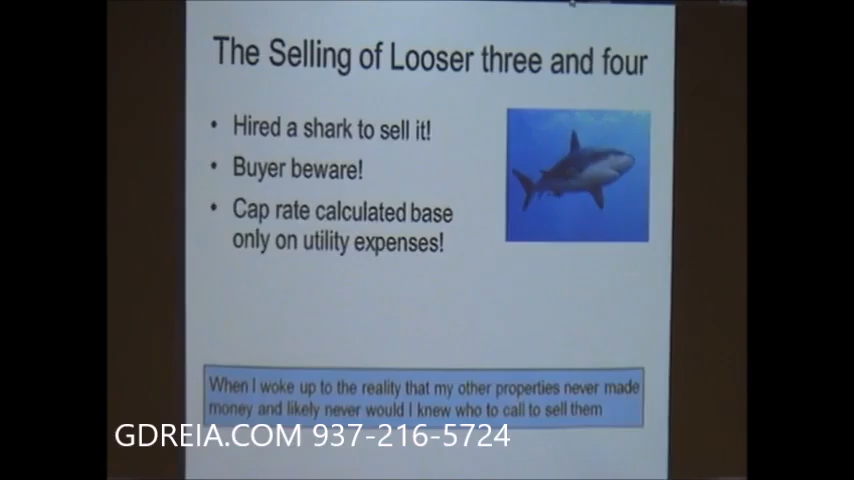 The Selling of Looser three and four
• Hired a shark to sell it!
• Buyer beware!
• Cap rate calculated base
only on utility expenses!
When I woke up to the reality that my other properties never made
money and likely never would I knew who to call to sell them
GDREIA.COM 937-216-5724